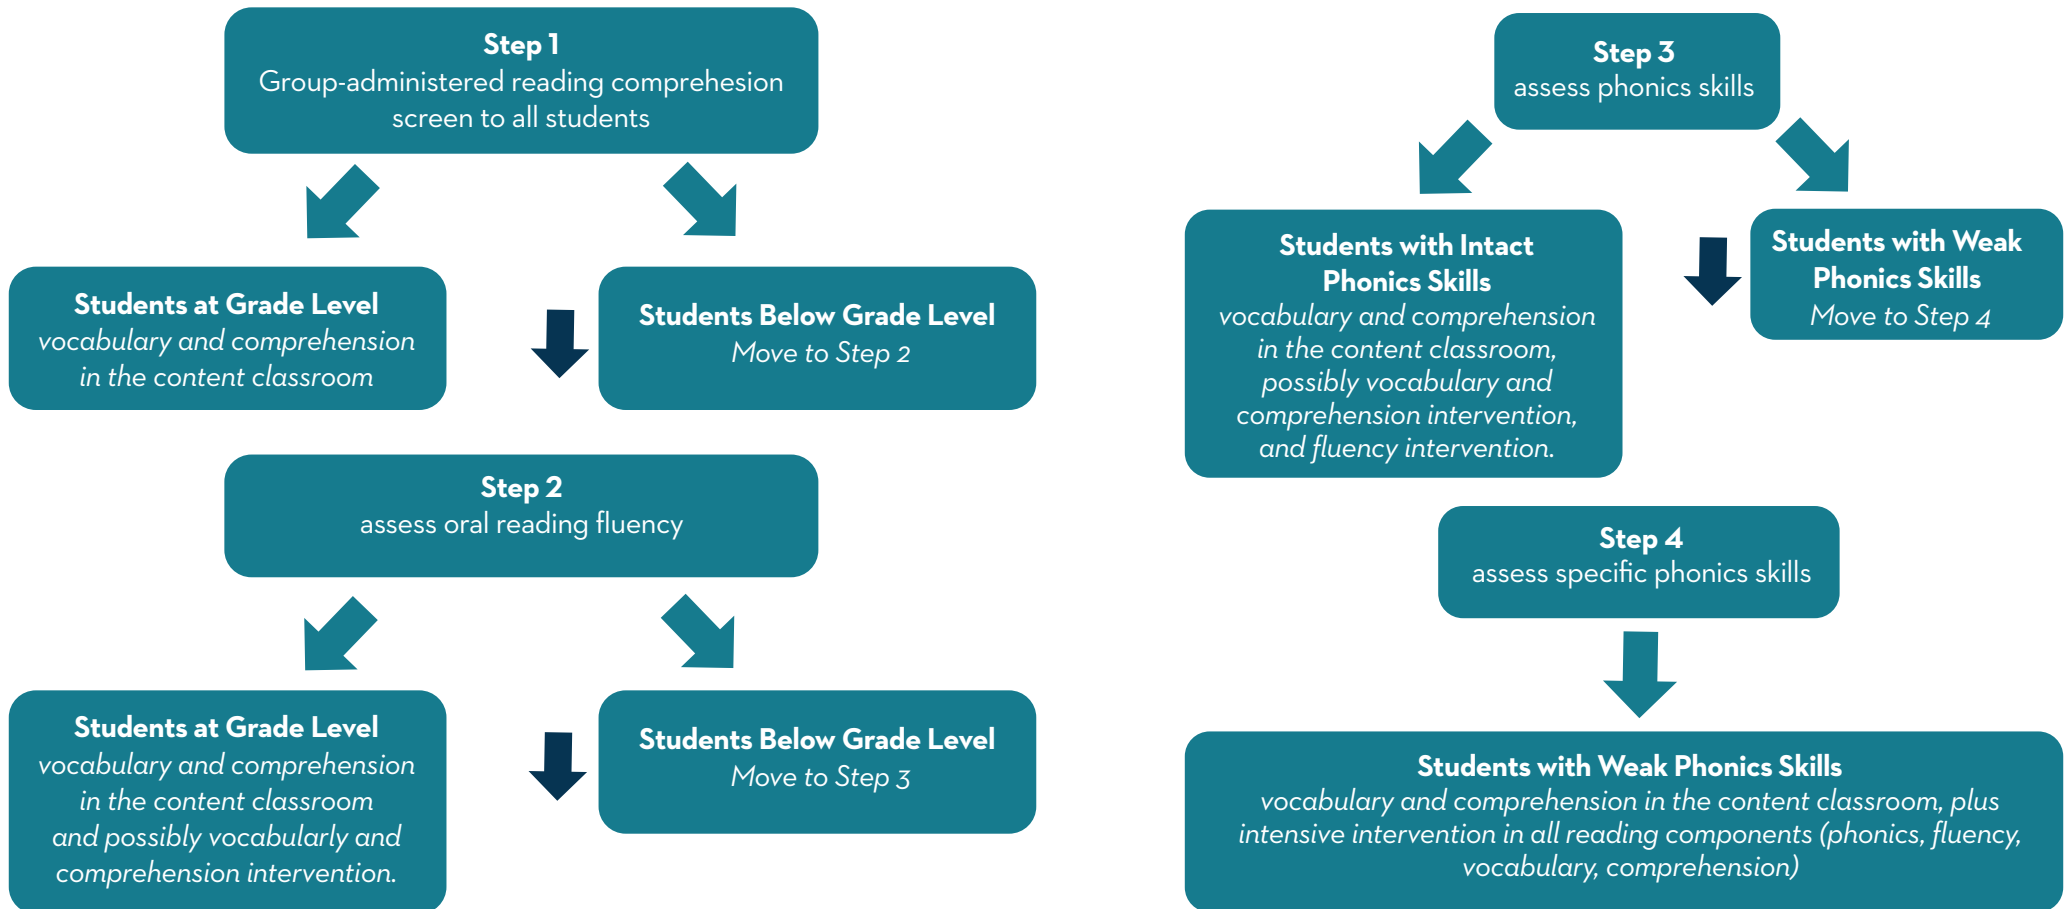 Step 1
Group-administered reading comprehesion
screen to all students
Students at Grade Level
vocabulary and comprehension
in the content classroom
Students Below Grade Level
Move to Step 2
Step 2
assess oral reading fluency
Students at Grade Level
vocabulary and comprehension
in the content classroom
and possibly vocabularly and
comprehension intervention.
Students Below Grade Level
Move to Step 3
Step 3
assess phonics skills
Students with Intact
Phonics Skills
vocabulary and comprehension
in the content classroom,
possibly vocabulary and
comprehension intervention,
and fluency intervention.
Students with Weak
Phonics Skills
Move to Step 4
Step 4
assess specific phonics skills
Students with Weak Phonics Skills
vocabulary and comprehension in the content classroom, plus
intensive intervention in all reading components (phonics, fluency,
vocabulary, comprehension)